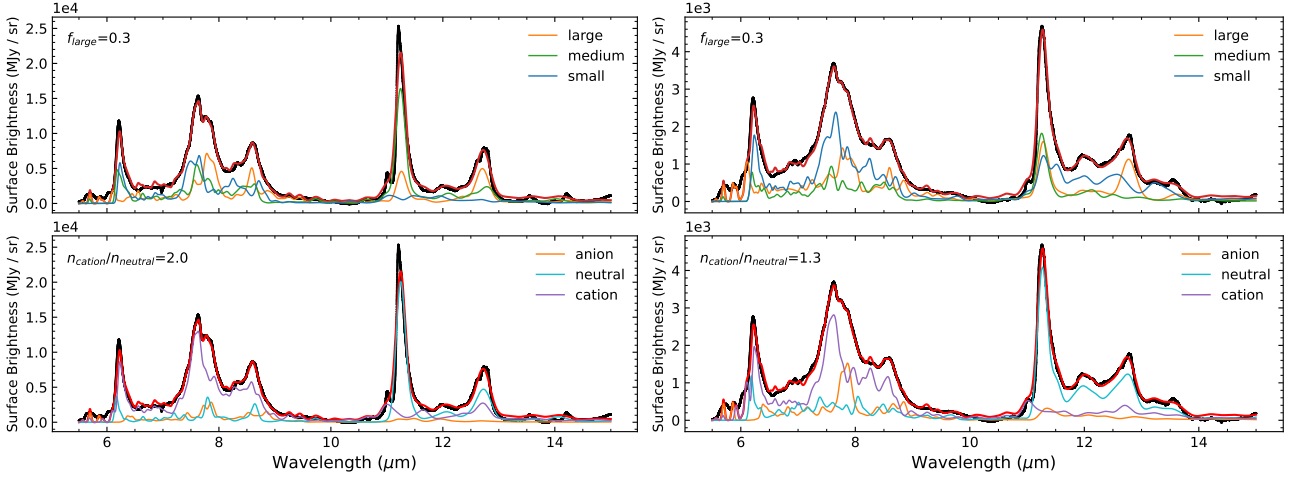 1e4
f_large=0.3
large
medium
small
Surface Brightness (MJy / sr)
2.5
2.0
1.5
1.0
0.5
0.0
1e3
f_large=0.3
large
medium
small
Surface Brightness (MJy / sr)
4
3
2
1
0
1e4
n_cation/n_neutral=2.0
anion
neutral
cation
Surface Brightness (MJy / sr)
2.5
2.0
1.5
1.0
0.5
0.0
6 8 10 12 14
Wavelength (μm)
1e3
n_cation/n_neutral=1.3
anion
neutral
cation
Surface Brightness (MJy / sr)
4
3
2
1
0
6 8 10 12 14
Wavelength (μm)